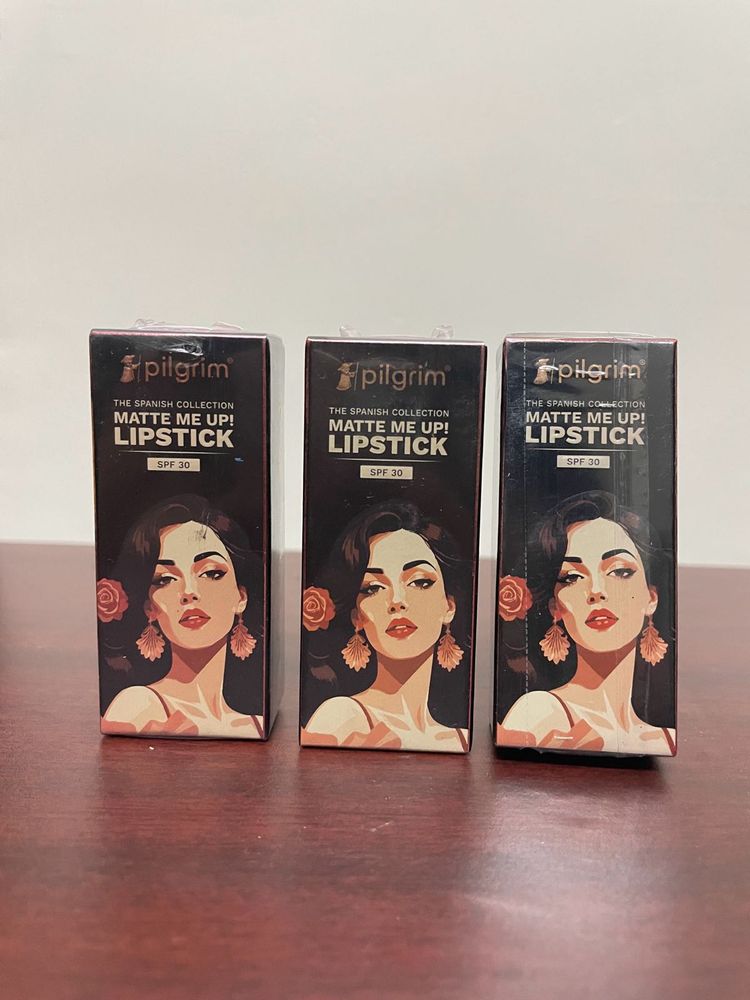 pilgrim®
THE SPANISH COLLECTION
MATTE ME UP!
LIPSTICK
SPF 30
pilgrim®
THE SPANISH COLLECTION
MATTE ME UP!
LIPSTICK
SPF 30
pilgrim®
THE SPANISH COLLECTION
MATTE ME UP!
LIPSTICK
SPF 30